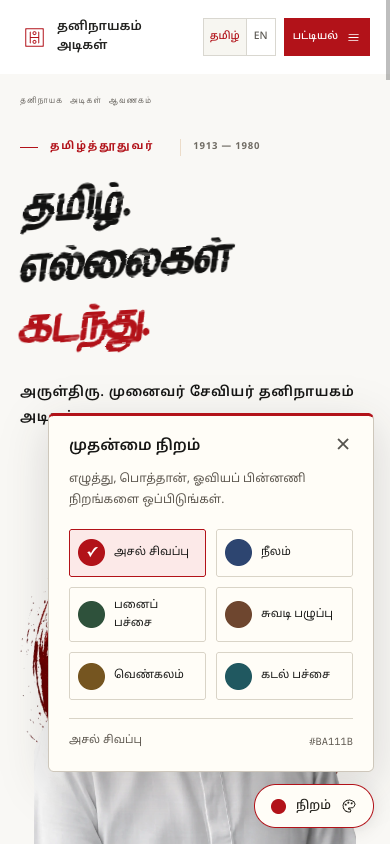 தனிநாயகம்
அடிகள்
தமிழ் EN பட்டியல்
தனிநாயக அடிகள் ஆவணகம்
தமிழ்த்தூதுவர் 1913 — 1980
தமிழ்.
எல்லைகள்
கடந்து.
அருள்திரு. முனைவர் சேவியர் தனிநாயகம்
முதன்மை நிறம்
எழுத்து, பொத்தான், ஓவியப் பின்னணி
நிறங்களை ஒப்பிடுங்கள்.
அசல் சிவப்பு நீலம்
பனைப்
பச்சை
சுவடி பழுப்பு
வெண்கலம் கடல் பச்சை
அசல் சிவப்பு #BA111B
நிறம்